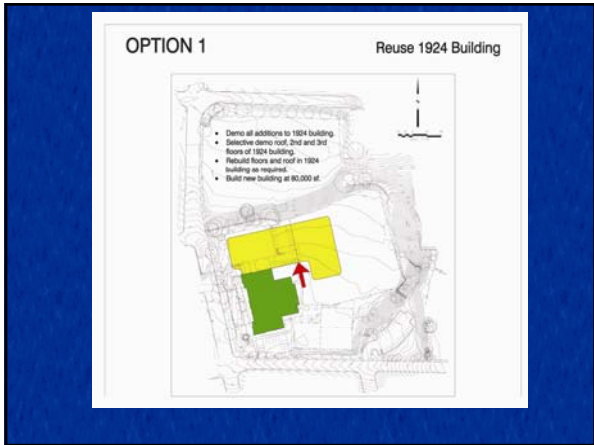 OPTION 1
Reuse 1924 Building
• Demo all additions to 1924 building.
• Selective demo roof, 2nd and 3rd
floors of 1924 building.
• Rebuild floors and roof in 1924
building as required.
• Build new building at 80,000 sf.